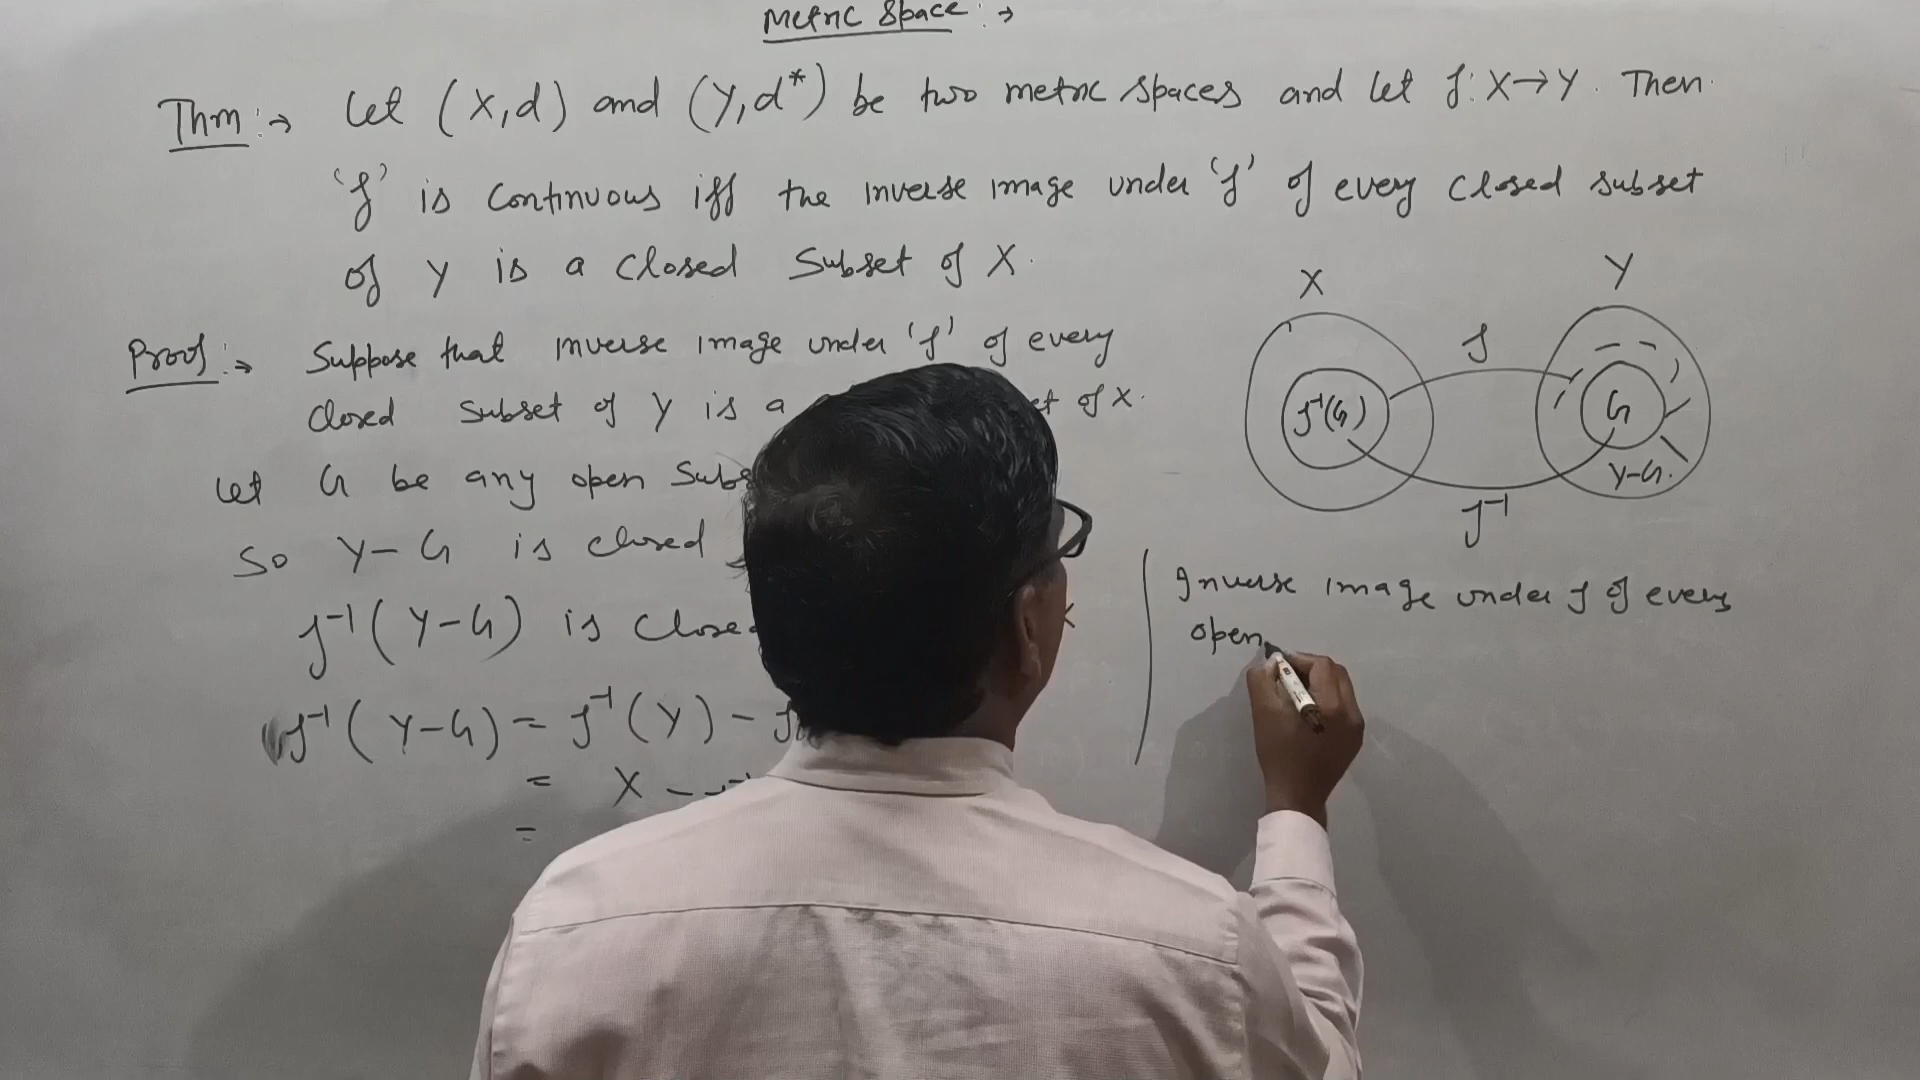 Metric Space :→
Thm :→ Let (X,d) and (Y,d*) be two metric spaces and let f: X→Y. Then
'f' is continuous iff the inverse image under 'f' of every closed subset
of Y is a closed subset of X.
Proof :→ Suppose that inverse image under 'f' of every
closed subset of Y is a of X.
Let G be any open
So Y-G is closed
f⁻¹(Y-G) is
f⁻¹(Y-G) = f⁻¹(Y) -
= X -
=
X
Y
f
f⁻¹(G)
G
Y-G.
f⁻¹
Inverse image under f of every
open